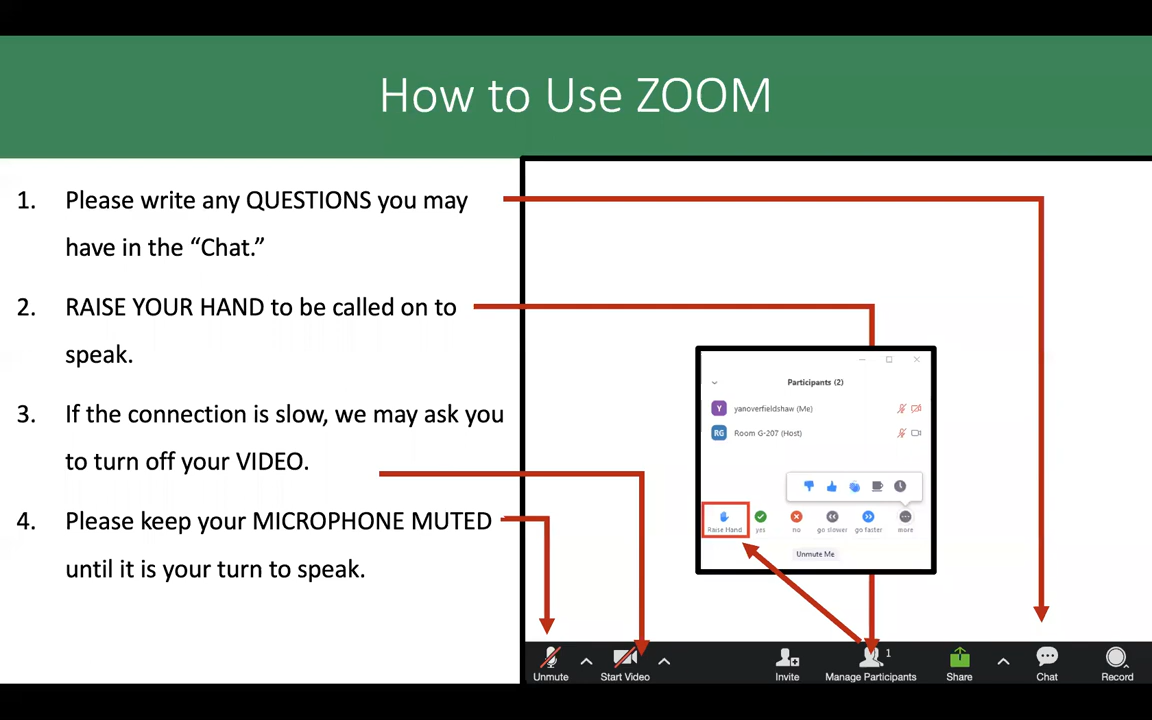 How to Use ZOOM
1. Please write any QUESTIONS you may
have in the “Chat.”
2. RAISE YOUR HAND to be called on to
speak.
3. If the connection is slow, we may ask you
to turn off your VIDEO.
4. Please keep your MICROPHONE MUTED
until it is your turn to speak.
Participants (2)
Y yanoverfieldshaw (Me)
RG Room G-207 (Host)
Raise Hand yes no go slower go faster more
Unmute Me
1
Unmute Start Video Invite Manage Participants Share Chat Record